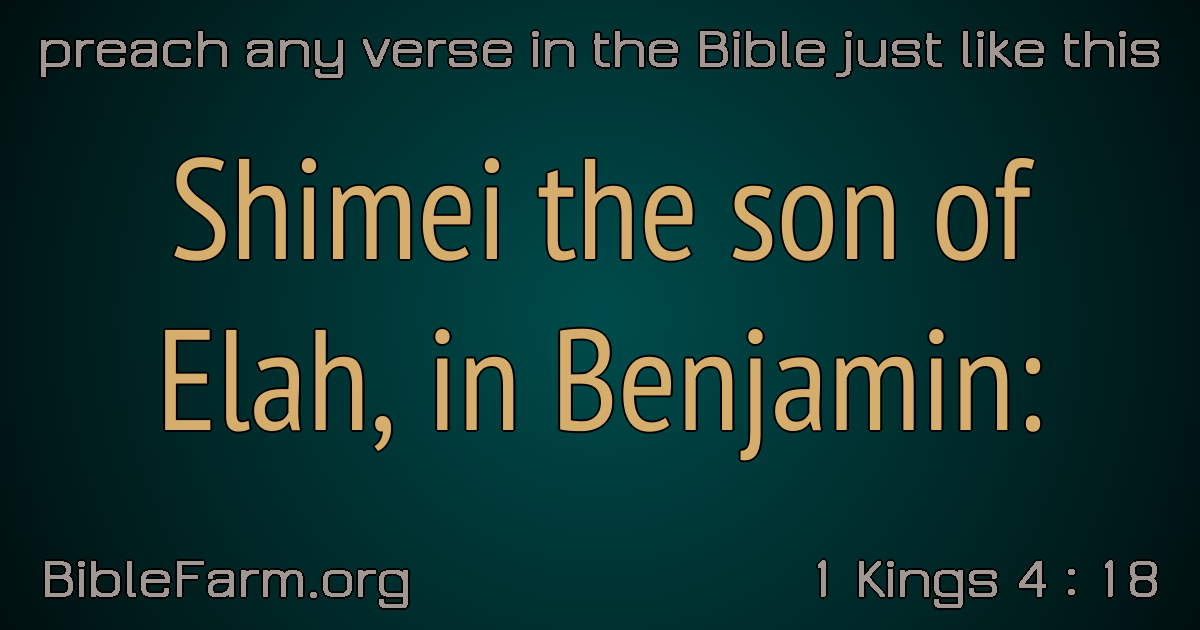 preach any verse in the Bible just like this
Shimei the son of
Elah, in Benjamin:
BibleFarm.org
1 Kings 4 : 18